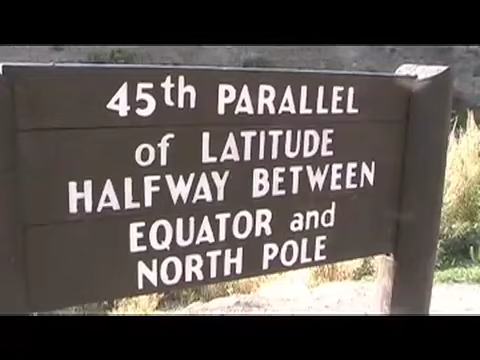 45th PARALLEL
of LATITUDE
HALFWAY BETWEEN
EQUATOR and
NORTH POLE